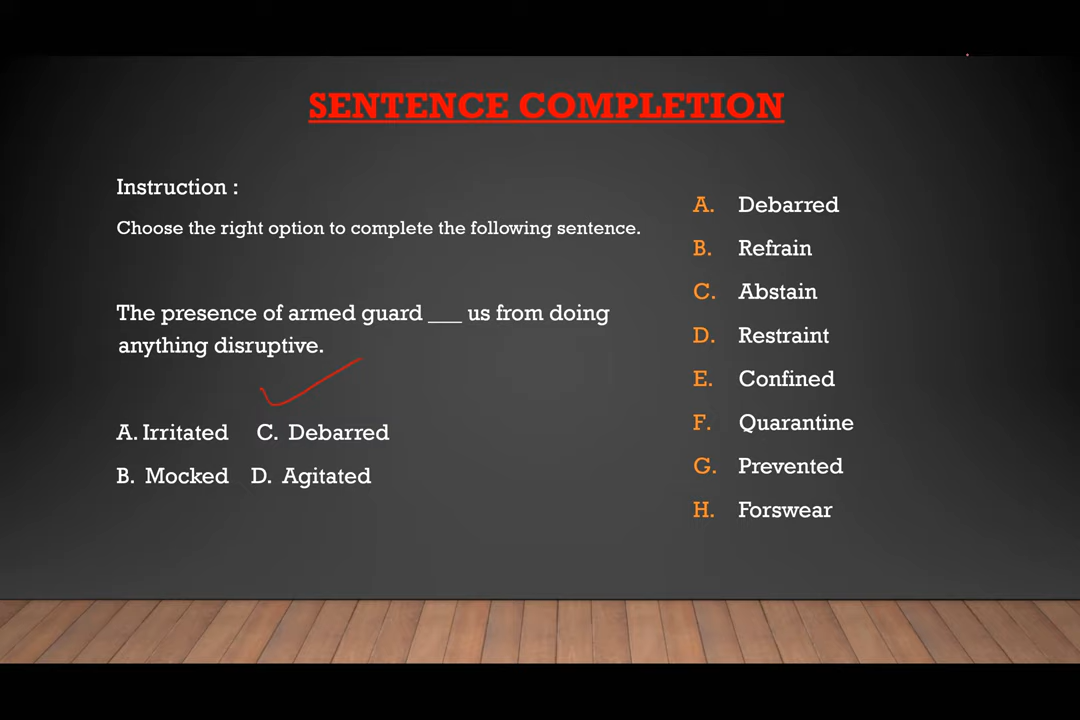 SENTENCE COMPLETION
Instruction :
Choose the right option to complete the following sentence.
The presence of armed guard ___ us from doing
anything disruptive.
A. Irritated C. Debarred
B. Mocked D. Agitated
A. Debarred
B. Refrain
C. Abstain
D. Restraint
E. Confined
F. Quarantine
G. Prevented
H. Forswear